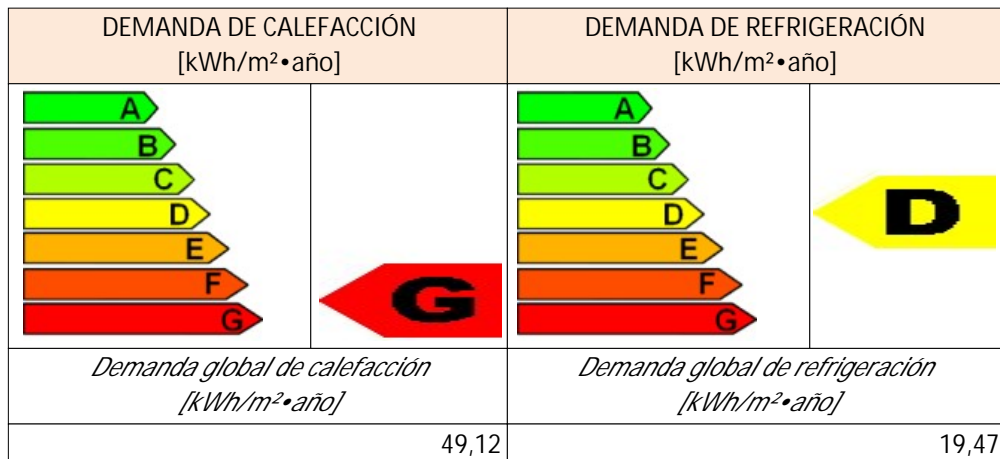 DEMANDA DE CALEFACCIÓN
[kWh/m²•año]
DEMANDA DE REFRIGERACIÓN
[kWh/m²•año]
A
B
C
D
E
F
G
G
A
B
C
D
E
F
G
D
Demanda global de calefacción
[kWh/m²•año]
Demanda global de refrigeración
[kWh/m²•año]
49,12
19,47